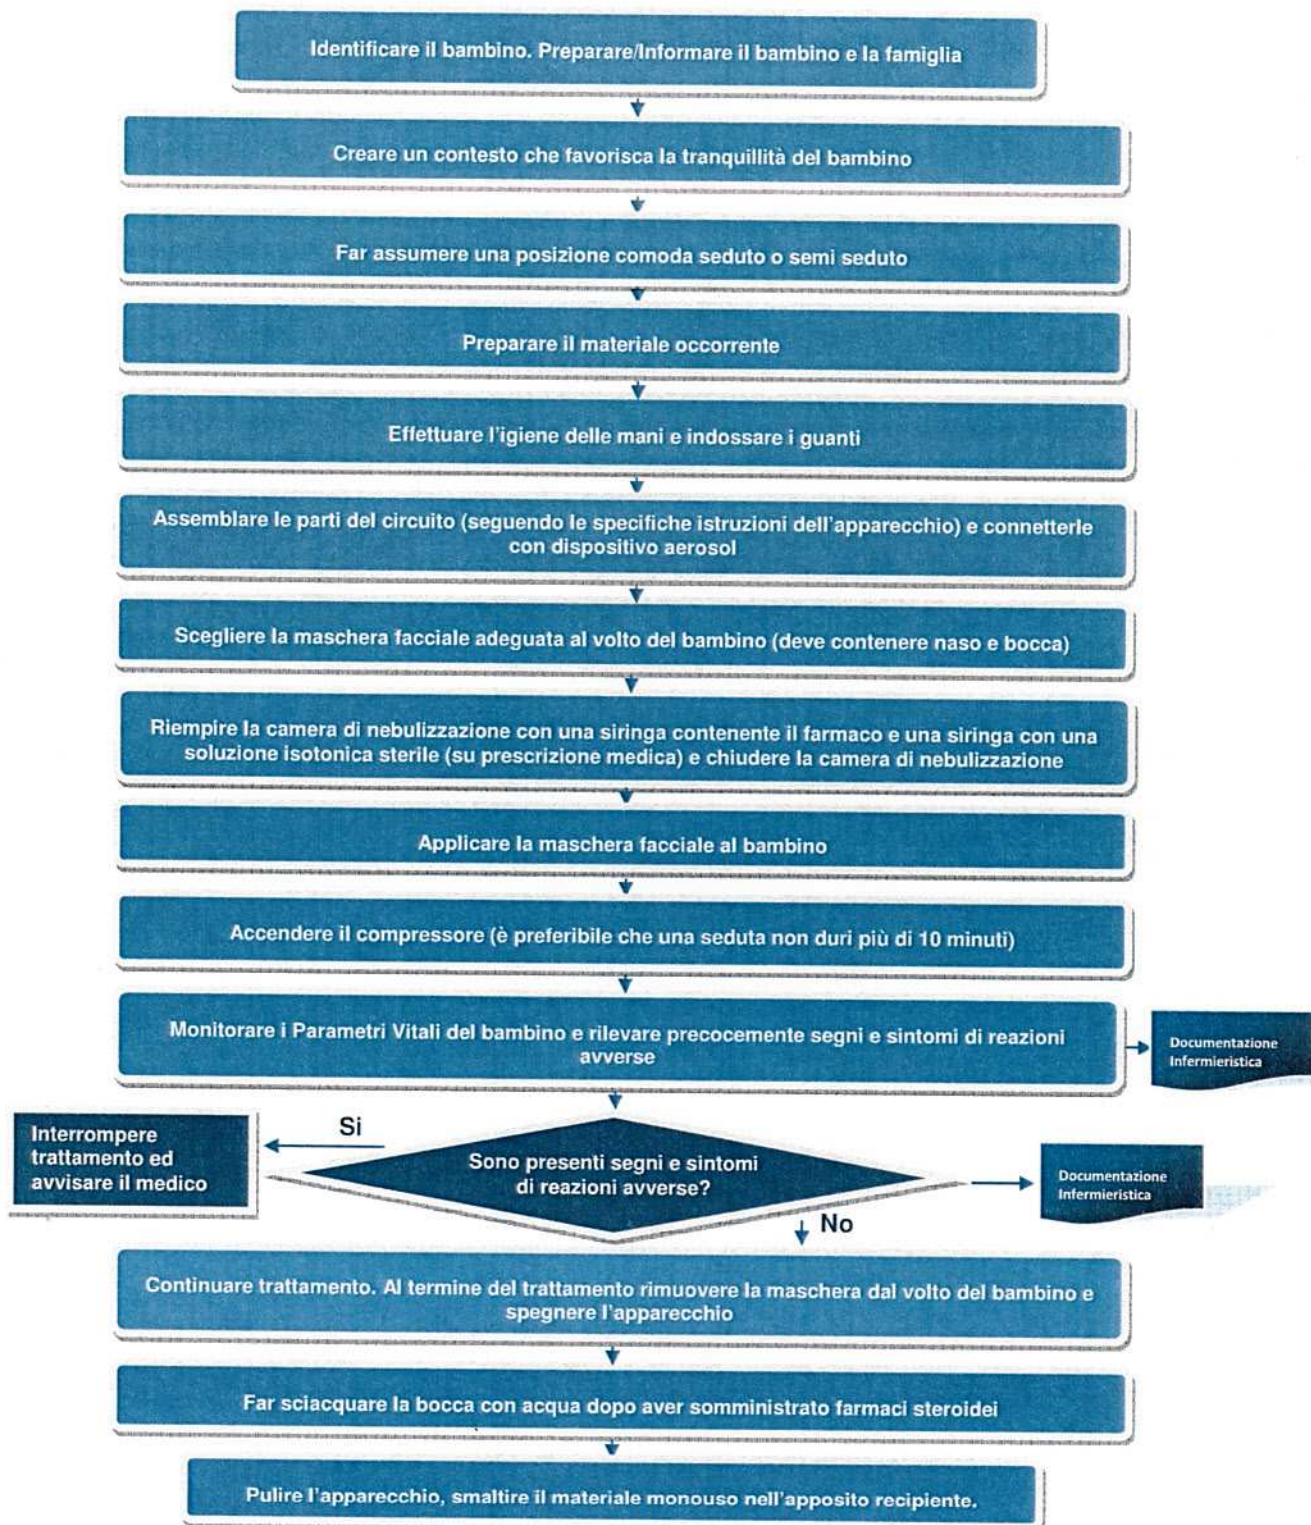 Identificare il bambino. Preparare/Informare il bambino e la famiglia
Creare un contesto che favorisca la tranquillità del bambino
Far assumere una posizione comoda seduto o semi seduto
Preparare il materiale occorrente
Effettuare l'igiene delle mani e indossare i guanti
Assemblare le parti del circuito (seguendo le specifiche istruzioni dell'apparecchio) e connetterle
con dispositivo aerosol
Scegliere la maschera facciale adeguata al volto del bambino (deve contenere naso e bocca)
Riempire la camera di nebulizzazione con una siringa contenente il farmaco e una siringa con una
soluzione isotonica sterile (su prescrizione medica) e chiudere la camera di nebulizzazione
Applicare la maschera facciale al bambino
Accendere il compressore (è preferibile che una seduta non duri più di 10 minuti)
Monitorare i Parametri Vitali del bambino e rilevare precocemente segni e sintomi di reazioni
avverse
Documentazione
Infermieristica
Si
Interrompere
trattamento ed
avvisare il medico
Sono presenti segni e sintomi
di reazioni avverse?
Documentazione
Infermieristica
No
Continuare trattamento. Al termine del trattamento rimuovere la maschera dal volto del bambino e
spegnere l'apparecchio
Far sciacquare la bocca con acqua dopo aver somministrato farmaci steroidei
Pulire l'apparecchio, smaltire il materiale monouso nell'apposito recipiente.